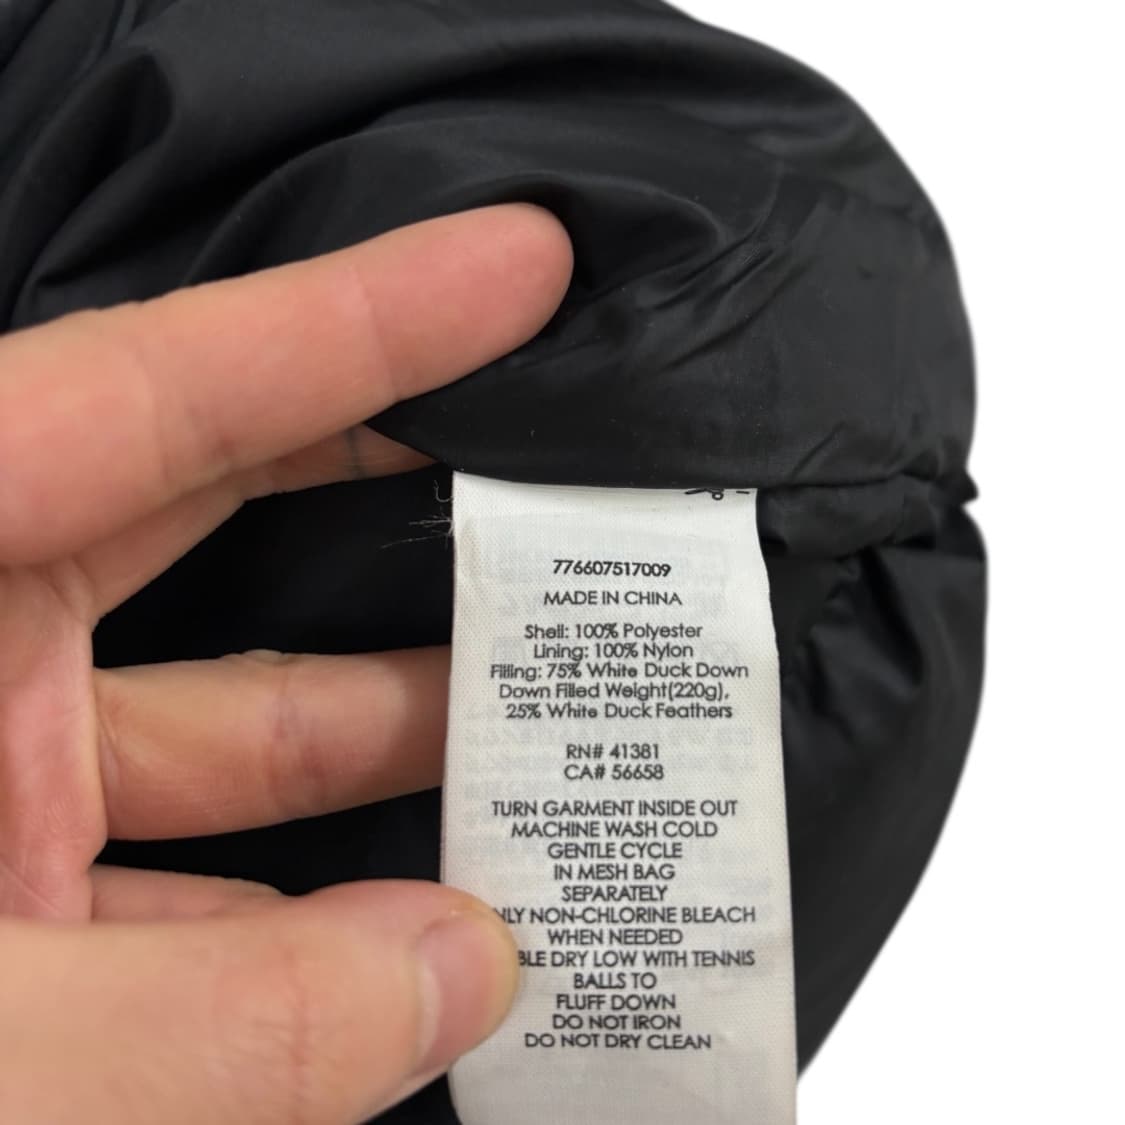 776607517009
MADE IN CHINA
Shell: 100% Polyester
Lining: 100% Nylon
Filling: 75% White Duck Down
Down Filled Weight(220g),
25% White Duck Feathers
RN# 41381
CA# 56658
TURN GARMENT INSIDE OUT
MACHINE WASH COLD
GENTLE CYCLE
IN MESH BAG
SEPARATELY
NLY NON-CHLORINE BLEACH
WHEN NEEDED
BLE DRY LOW WITH TENNIS
BALLS TO
FLUFF DOWN
DO NOT IRON
DO NOT DRY CLEAN